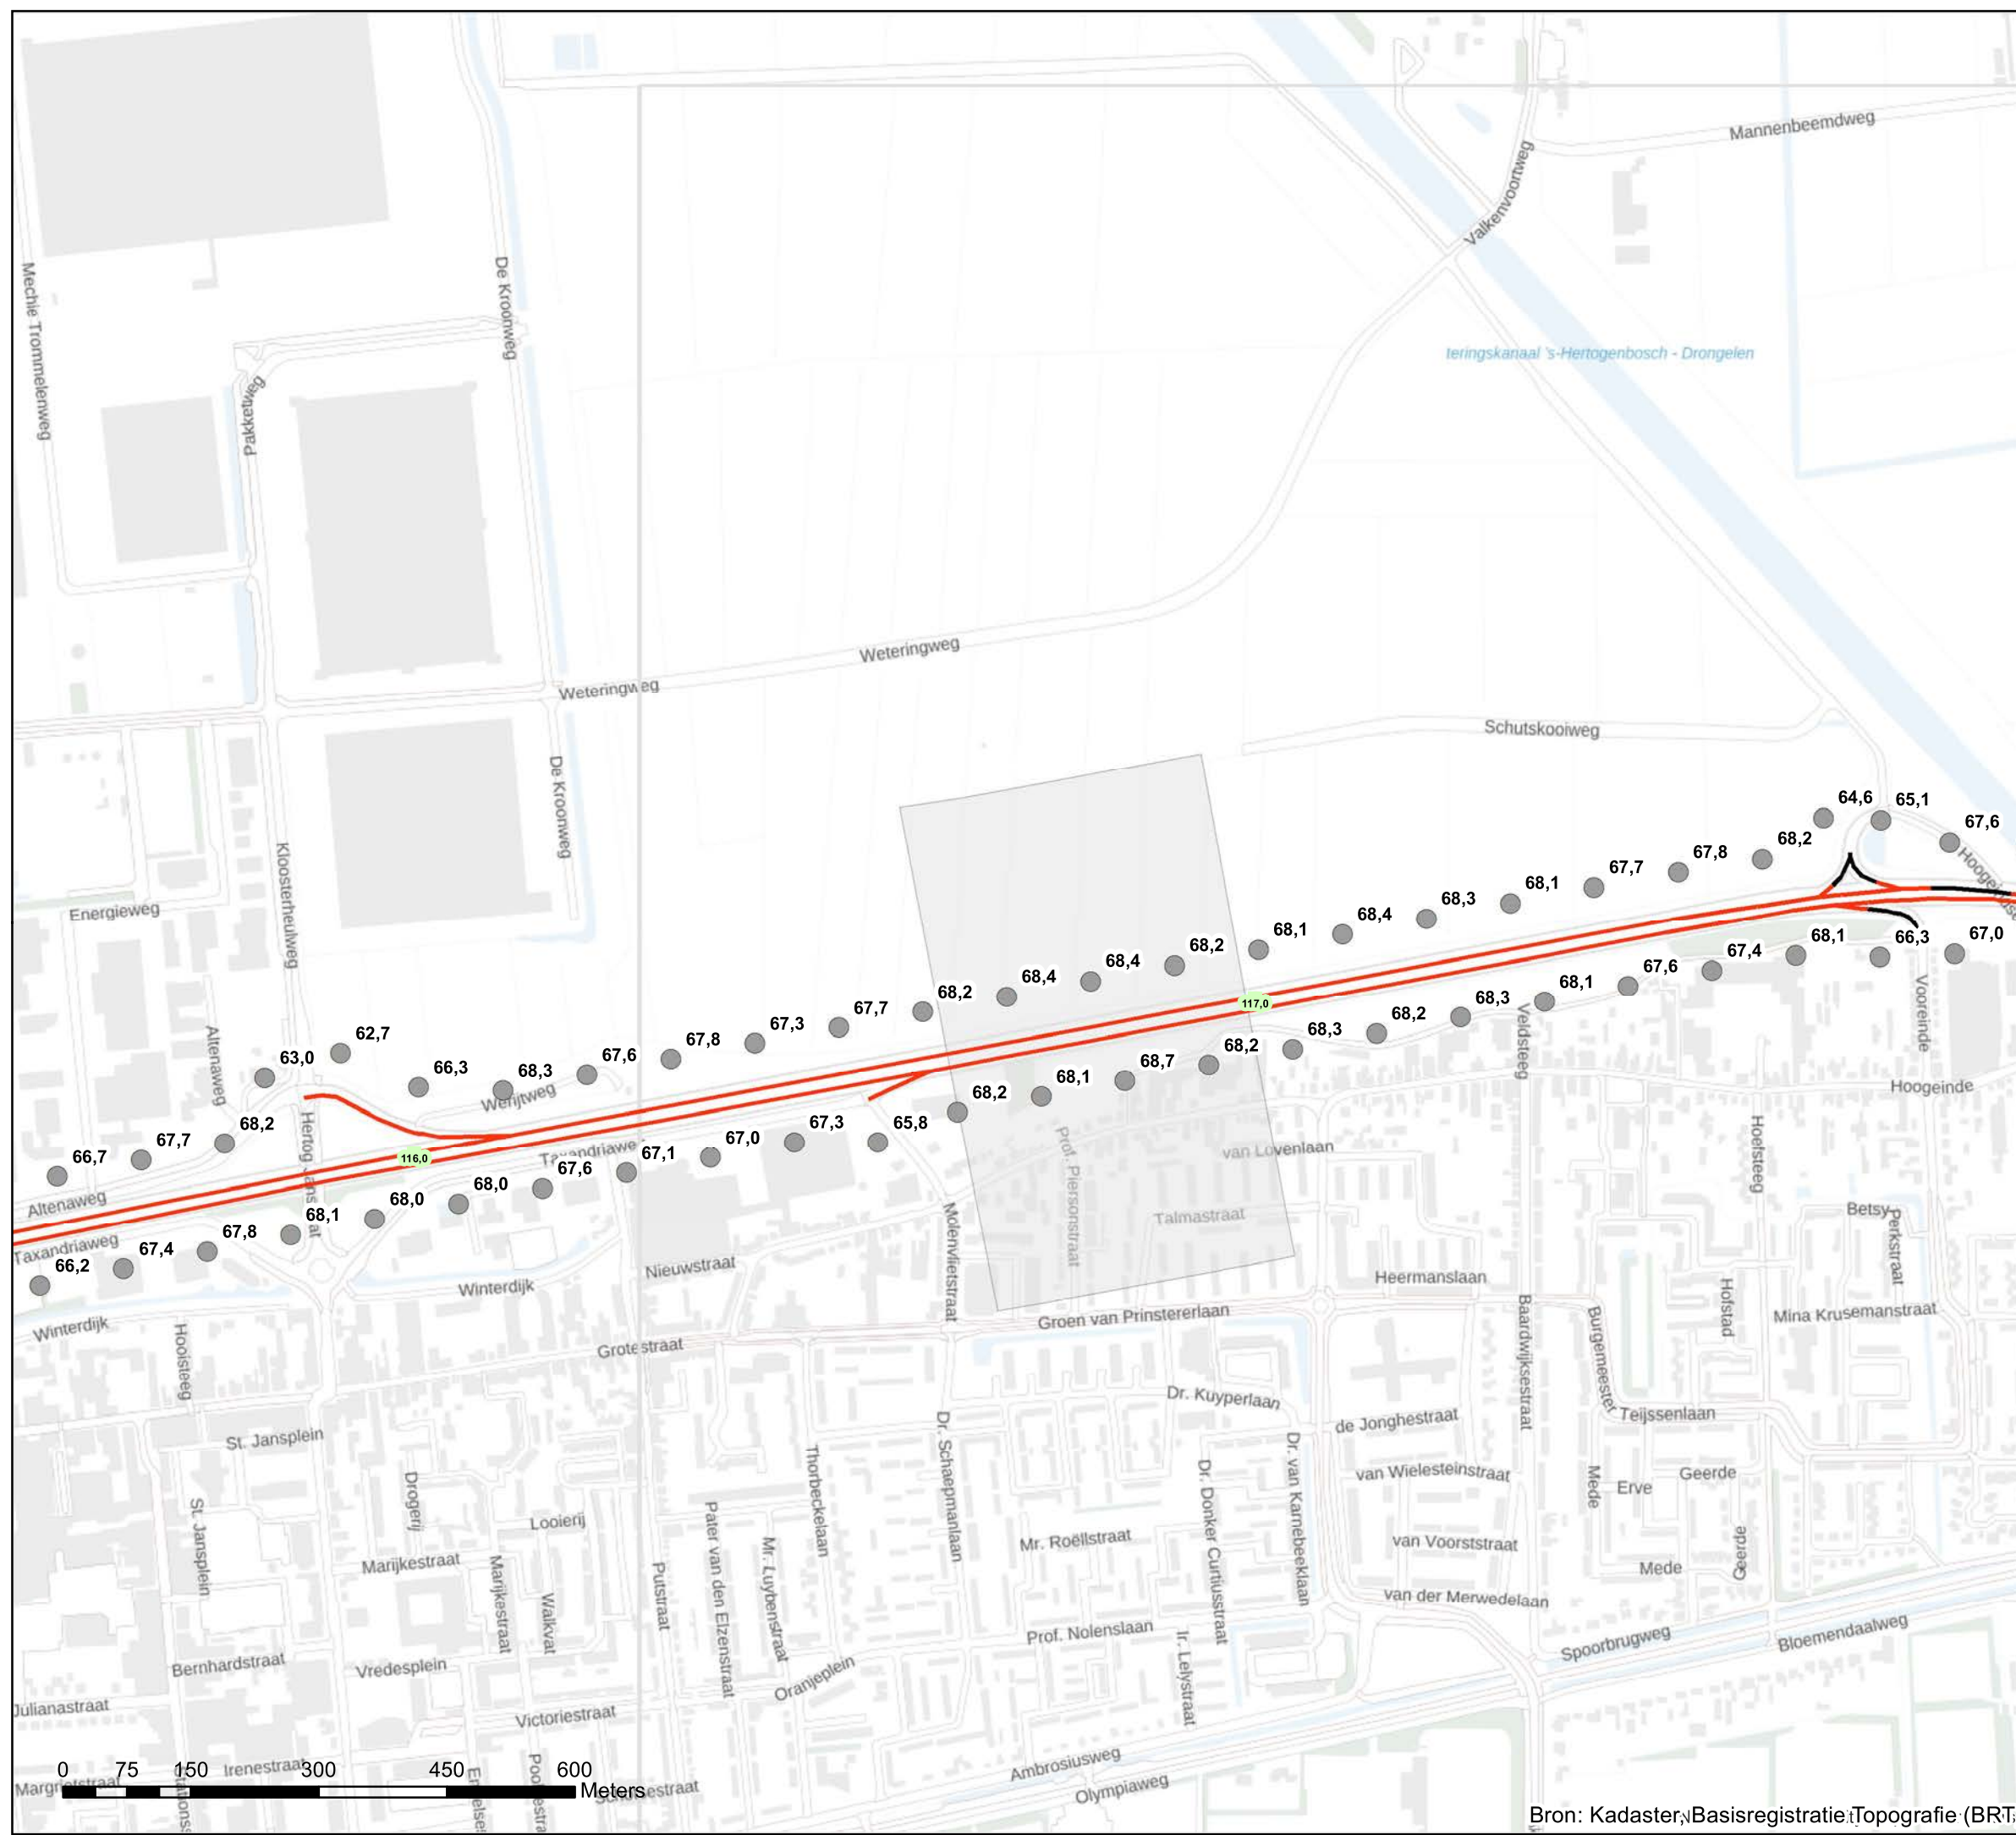 Mannenbeemdweg
Valkenvoortweg
Mechie Trommelenweg
De Kroonweg
teringskanaal 's-Hertogenbosch - Drongelen
Pakketweg
Weteringweg
Weteringweg
Schutskooiweg
De Kroonweg
64,6
65,1
67,6
68,2
67,8
67,7
68,1
68,3
68,4
68,1
68,2
68,4
68,4
68,2
67,7
67,3
67,8
67,6
68,3
66,3
62,7
63,0
68,2
67,7
66,7
Kloosterheulweg
Energieweg
Altenaweg
117,0
116,0
67,0
66,3
68,1
67,4
67,6
68,1
68,3
68,2
68,3
68,2
68,7
68,1
68,2
65,8
67,3
67,0
67,1
67,6
68,0
68,0
68,1
67,8
67,4
66,2
Veldsteeg
Vooreinde
Hoogeinde
Hoefsteeg
van Lovenlaan
Prof. Piersonstraat
Talmastraat
Molenvlietstraat
Altenaweg
Taxandriaweg
Winterdijk
Winterdijk
Nieuwstraat
Heermanslaan
Betsy
Perkstraat
Hofstad
Mina Krusemanstraat
Groen van Prinstererlaan
Grotestraat
Hooisteeg
Baardwijksestraat
Burgemeester
Teijssenlaan
Dr. Kuyperlaan
de Jonghestraat
St. Jansplein
St. Jansplein
Drogerij
Looierij
Thorbeckelaan
Dr. Schaepmanlaan
Dr. Donker Curtiusstraat
Dr. van Karnebeeklaan
van Wielesteinstraat
Mede
Geerde
Erve
Mr. Roëllstraat
van Voorststraat
Mede
Geerde
Marijkestraat
Marijkestraat
Walkvat
Putstraat
Pater van den Elzenstraat
Mr. Luybenstraat
van der Merwedelaan
Prof. Nolenslaan
Ir. Lelystraat
Spoorbrugweg
Bloemendaalweg
Bernhardstraat
Vredesplein
Oranjeplein
Julianastraat
Victoriestraat
Irenestraat
Ambrosiusweg
Olympiaweg
0 75 150 300 450 600
Meters
Bron: Kadaster, Basisregistratie Topografie (BRT